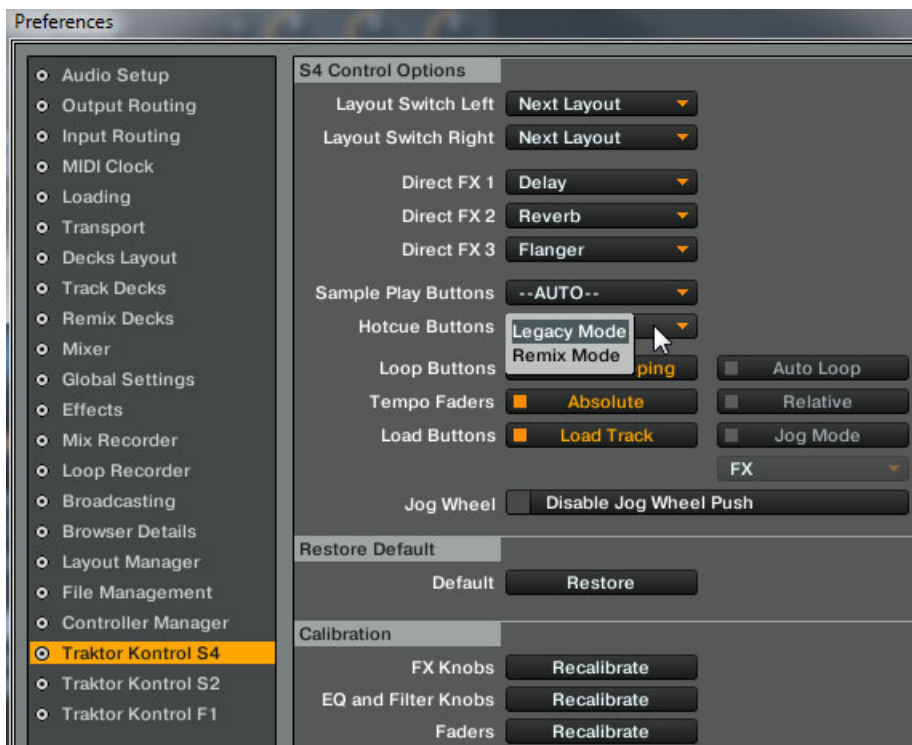 Preferences
Audio Setup
Output Routing
Input Routing
MIDI Clock
Loading
Transport
Decks Layout
Track Decks
Remix Decks
Mixer
Global Settings
Effects
Mix Recorder
Loop Recorder
Broadcasting
Browser Details
Layout Manager
File Management
Controller Manager
Traktor Kontrol S4
Traktor Kontrol S2
Traktor Kontrol F1
S4 Control Options
Layout Switch Left Next Layout
Layout Switch Right Next Layout
Direct FX 1 Delay
Direct FX 2 Reverb
Direct FX 3 Flanger
Sample Play Buttons --AUTO--
Hotcue Buttons Legacy Mode
Remix Mode
Loop Buttons ping Auto Loop
Tempo Faders Absolute Relative
Load Buttons Load Track Jog Mode
FX
Jog Wheel Disable Jog Wheel Push
Restore Default
Default Restore
Calibration
FX Knobs Recalibrate
EQ and Filter Knobs Recalibrate
Faders Recalibrate